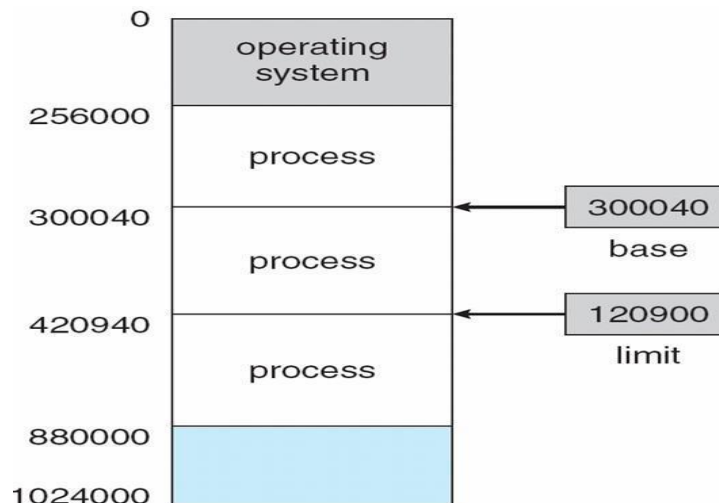 0
operating
system
256000
process
300040
300040
base
process
420940
120900
limit
process
880000
1024000